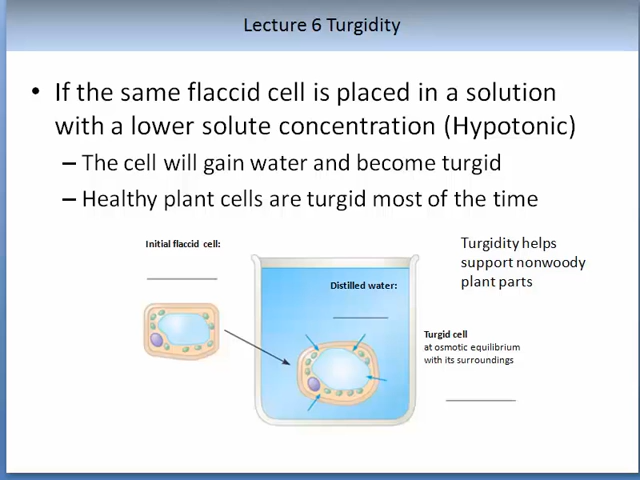 Lecture 6 Turgidity
• If the same flaccid cell is placed in a solution
with a lower solute concentration (Hypotonic)
– The cell will gain water and become turgid
– Healthy plant cells are turgid most of the time
Initial flaccid cell:
Distilled water:
Turgidity helps
support nonwoody
plant parts
Turgid cell
at osmotic equilibrium
with its surroundings